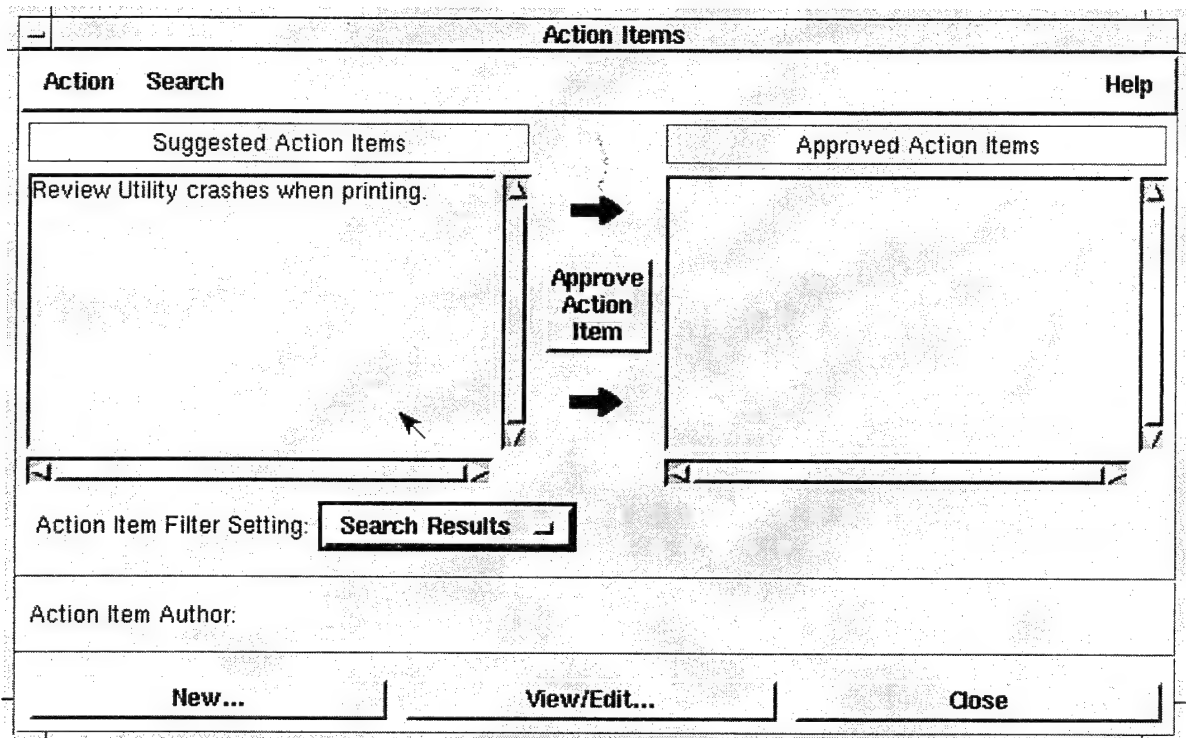 Action Items
Action Search Help
Suggested Action Items
Approved Action Items
Review Utility crashes when printing.
Approve
Action
Item
Action Item Filter Setting: Search Results
Action Item Author:
New... View/Edit... Close